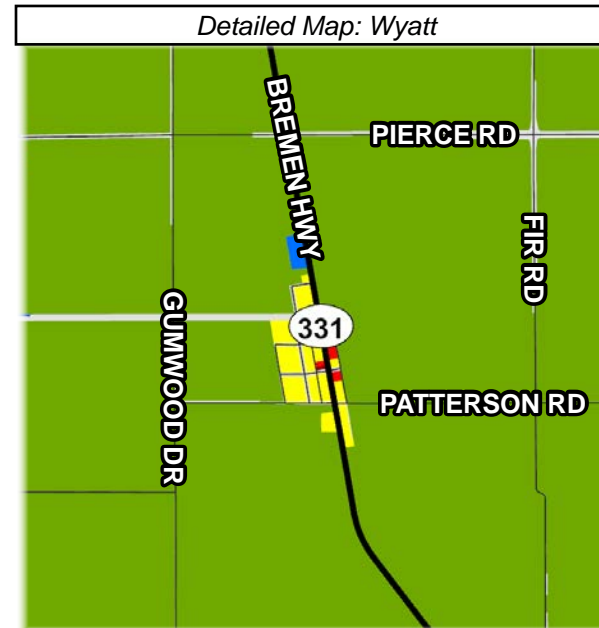 Detailed Map: Wyatt
BREMEN HWY
PIERCE RD
FIR RD
GUMWOOD DR
331
PATTERSON RD